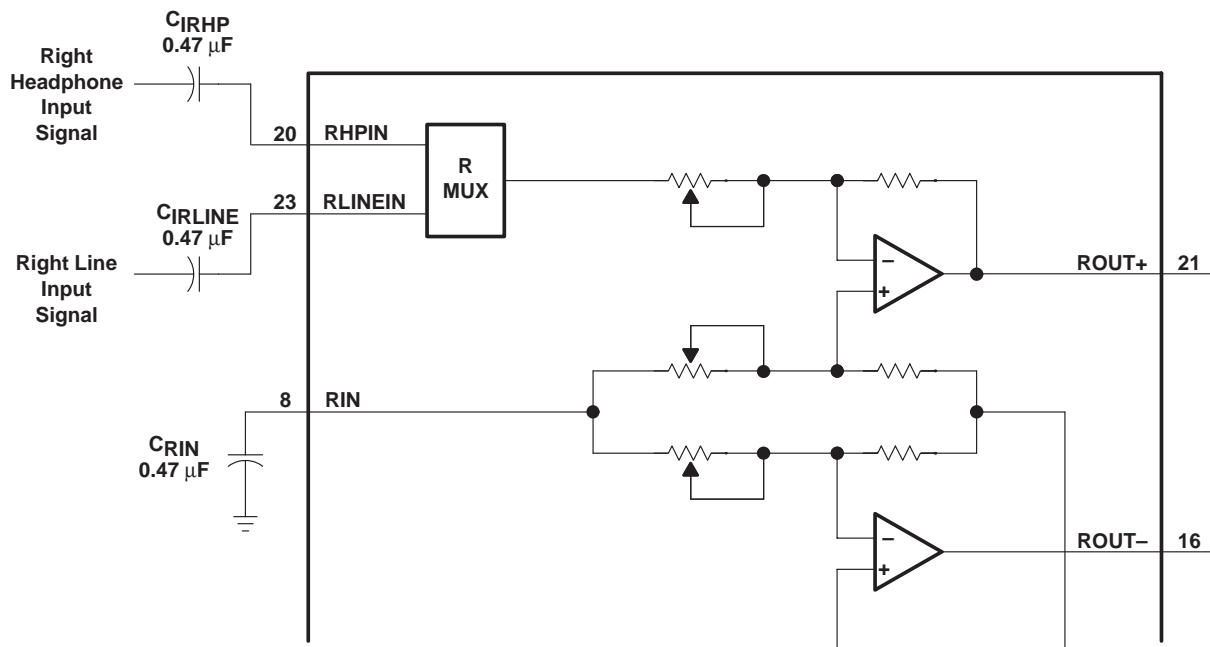 CIRHP
0.47 μF
Right
Headphone
Input
Signal
20
RHPIN
R
MUX
23
RLINEIN
CIRLINE
0.47 μF
Right Line
Input
Signal
−
+
ROUT+
21
8
RIN
CRIN
0.47 μF
−
+
ROUT−
16